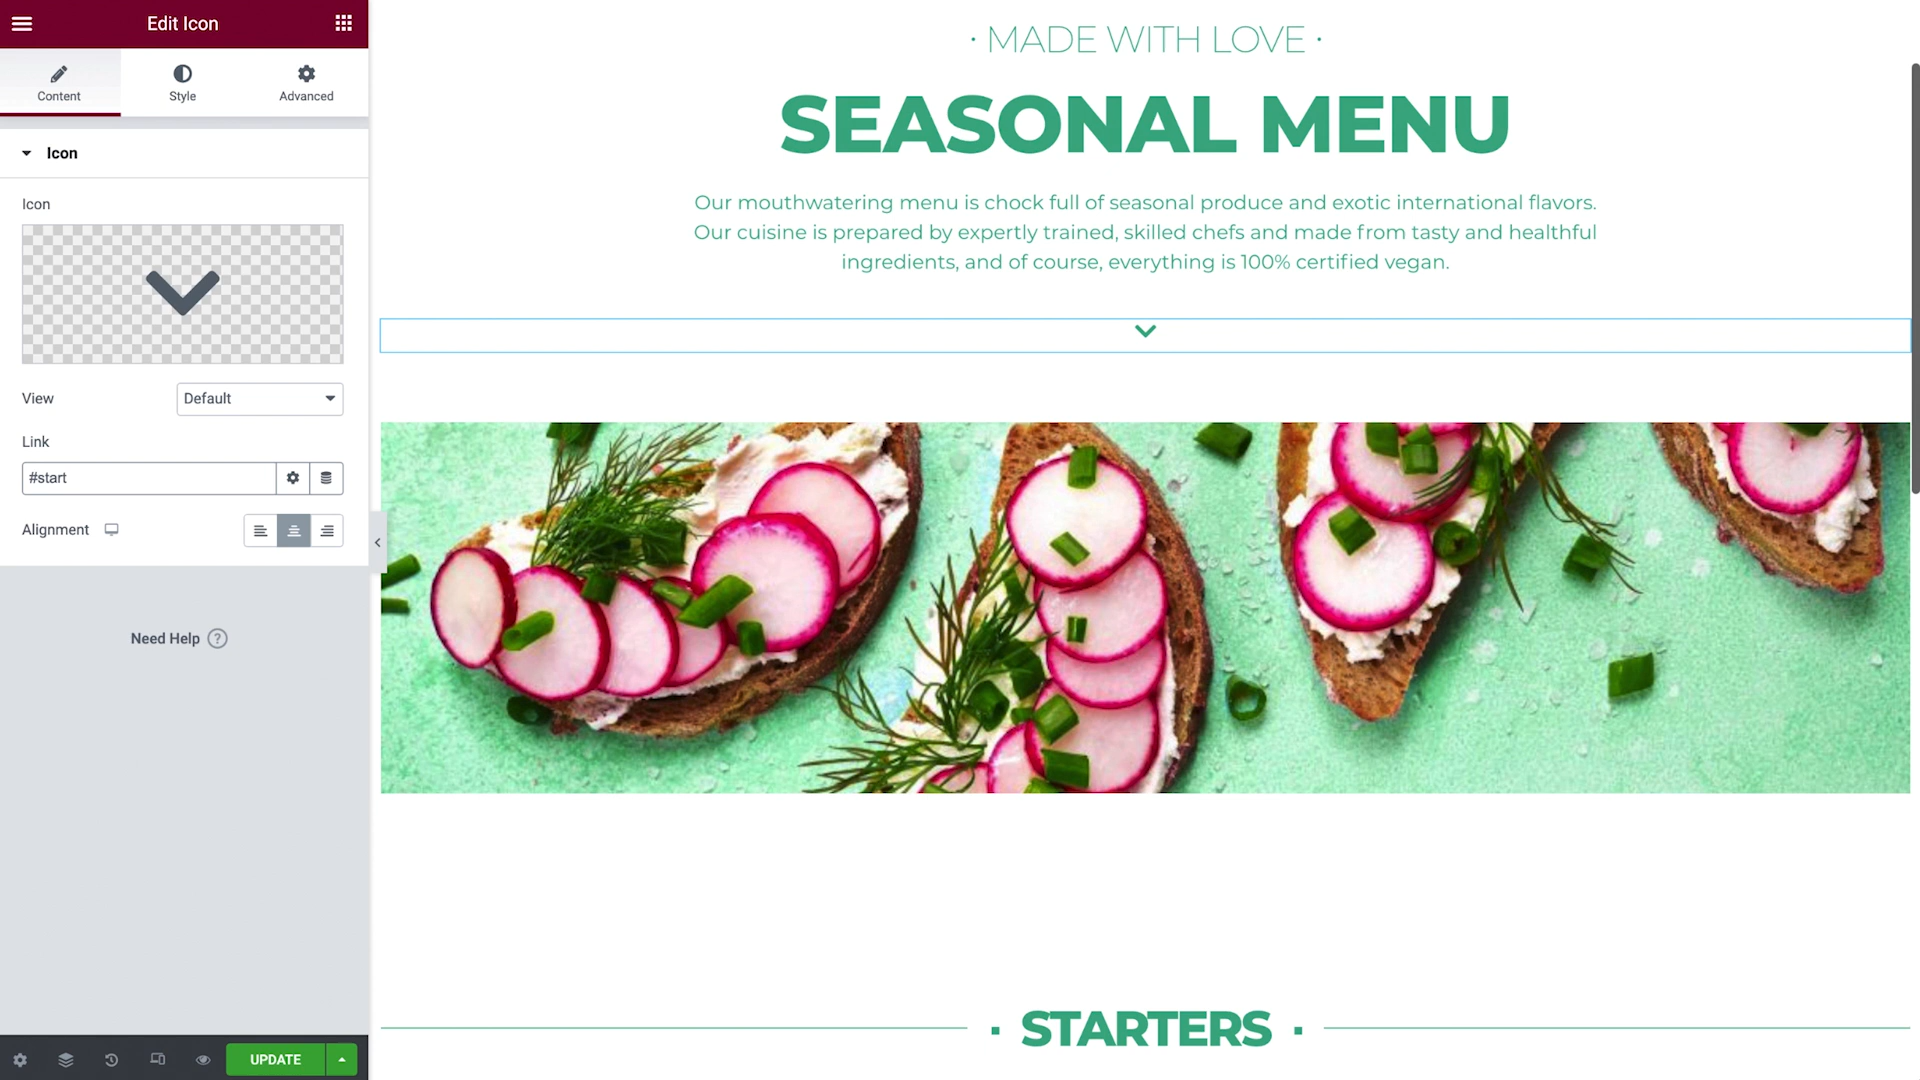 Edit Icon
Content
Style
Advanced
Icon
Icon
View
Default
Link
#start
Alignment
Need Help ?
UPDATE
· MADE WITH LOVE ·
SEASONAL MENU
Our mouthwatering menu is chock full of seasonal produce and exotic international flavors.
Our cuisine is prepared by expertly trained, skilled chefs and made from tasty and healthful
ingredients, and of course, everything is 100% certified vegan.
· STARTERS ·